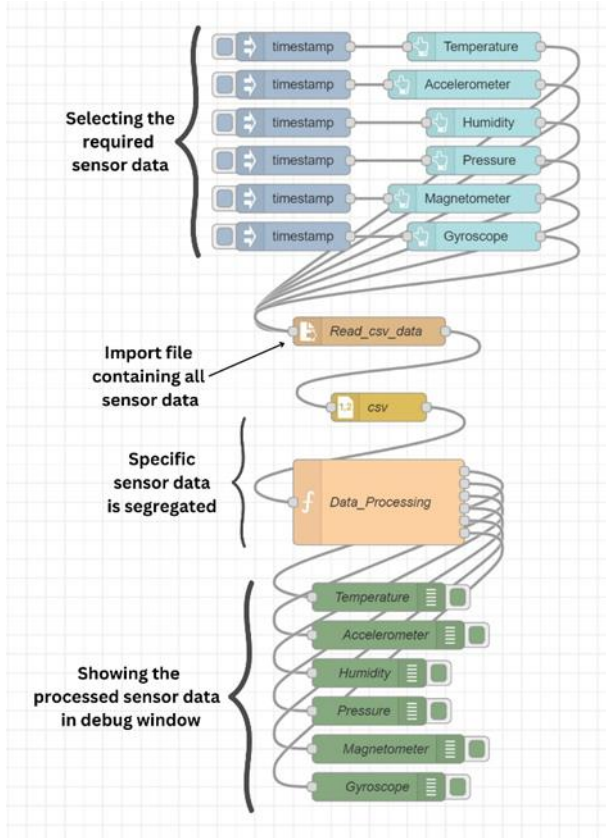 timestamp
Temperature
timestamp
Accelerometer
timestamp
Humidity
timestamp
Pressure
timestamp
Magnetometer
timestamp
Gyroscope
Selecting the
required
sensor data
Read_csv_data
Import file
containing all
sensor data
1,2
csv
Specific
sensor data
is segregated
f
Data_Processing
Temperature
Accelerometer
Humidity
Pressure
Magnetometer
Gyroscope
Showing the
processed sensor data
in debug window